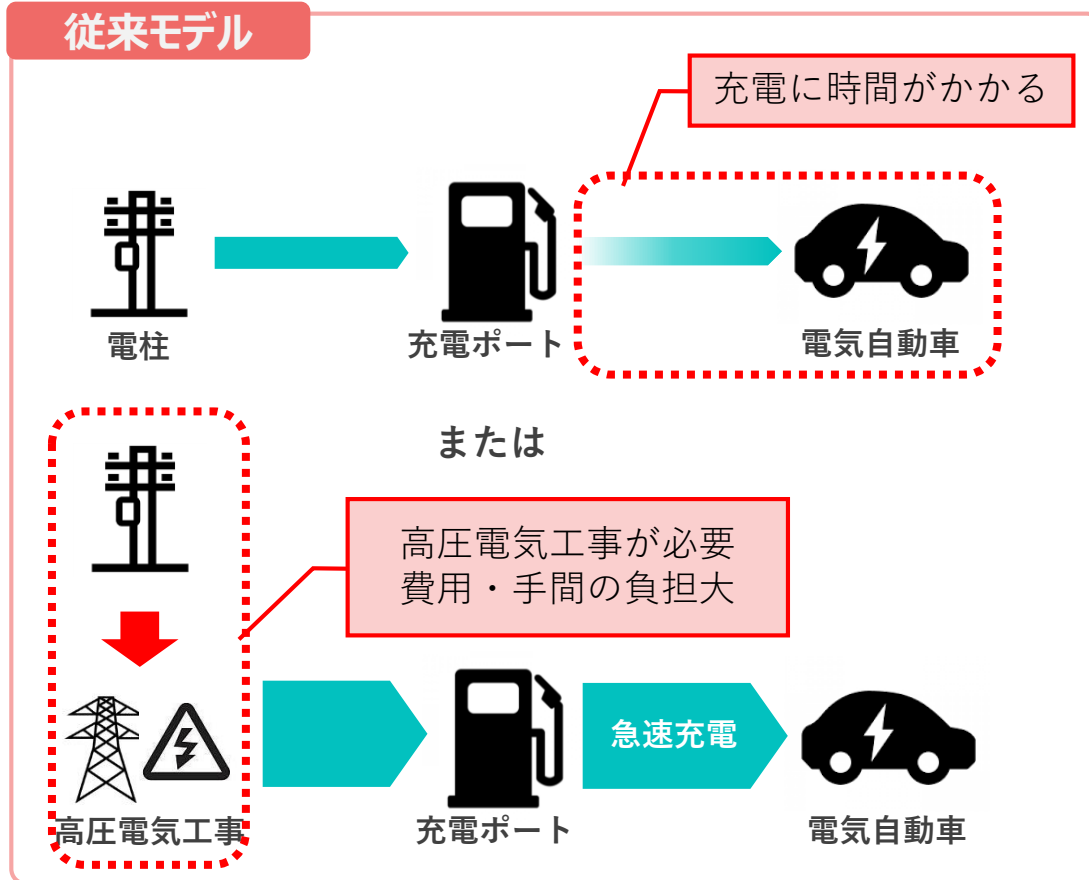 従来モデル
充電に時間がかかる
電柱
充電ポート
電気自動車
または
高圧電気工事が必要
費用・手間の負担大
急速充電
高圧電気工事
充電ポート
電気自動車